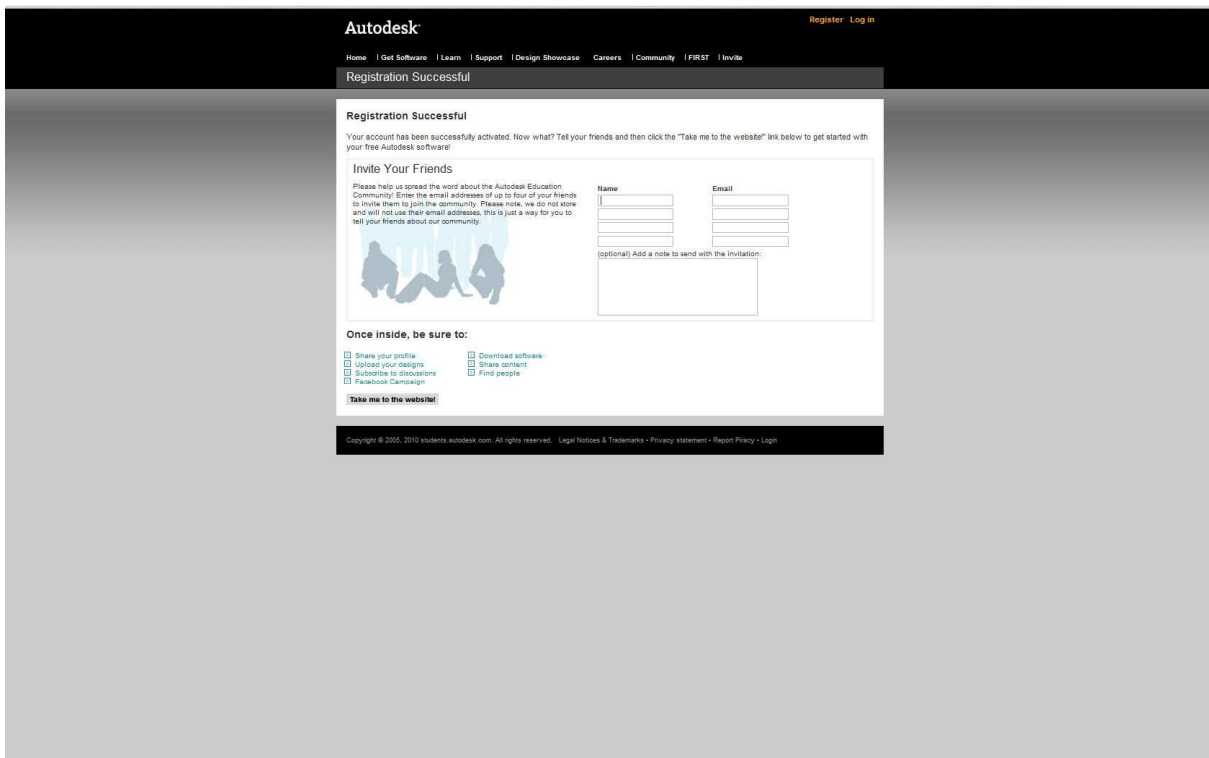 Autodesk
Register Log in
Home | Get Software | Learn | Support | Design Showcase Careers | Community | FIRST | Invite
Registration Successful
Registration Successful
Your account has been successfully activated. Now what? Tell your friends and then click the "Take me to the website!" link below to get started with
your free Autodesk software!
Invite Your Friends
Please help us spread the word about the Autodesk Education
Community! Enter the email addresses of up to four of your friends
to invite them to join the community. Please note, we do not store
and will not use their email addresses, this is just a way for you to
tell your friends about our community.
Name Email
(optional) Add a note to send with the invitation:
Once inside, be sure to:
Share your profile Download software
Upload your designs Share content
Subscribe to discussions Find people
Facebook Campaign
Take me to the website!
Copyright © 2005, 2010 students.autodesk.com. All rights reserved. Legal Notices & Trademarks • Privacy statement • Report Piracy • Login